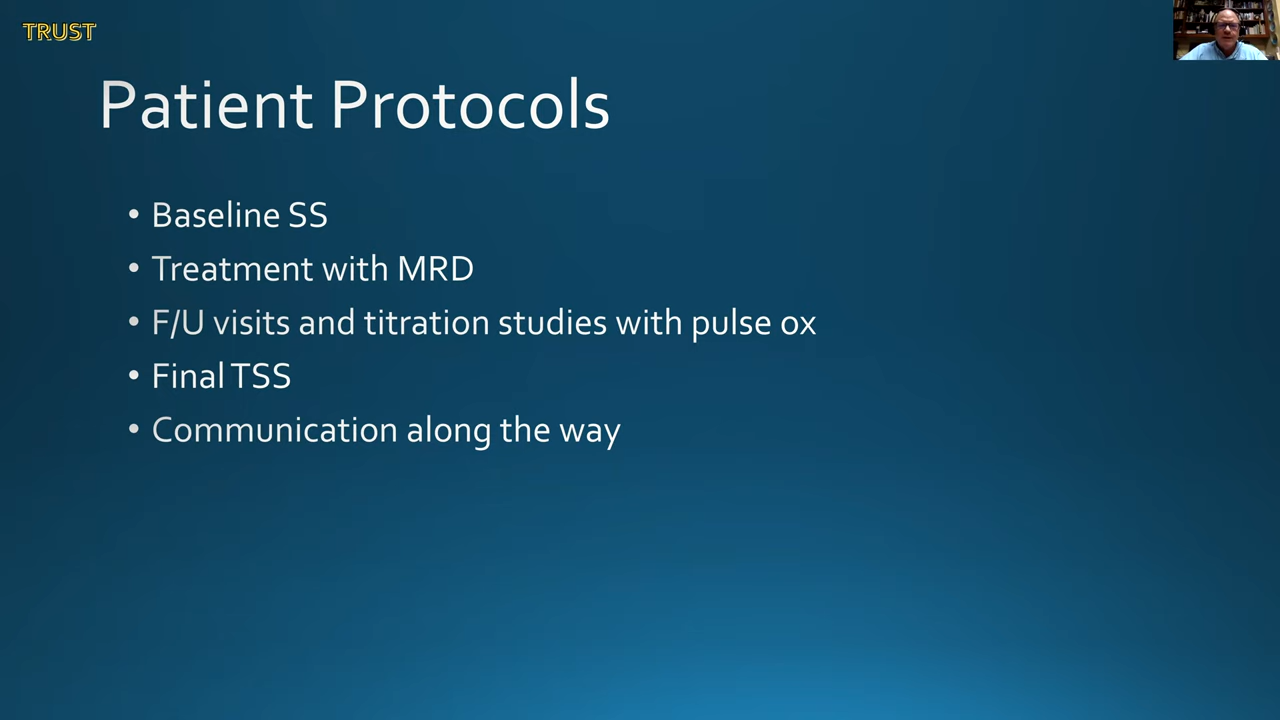 TRUST
Patient Protocols
• Baseline SS
• Treatment with MRD
• F/U visits and titration studies with pulse ox
• Final TSS
• Communication along the way